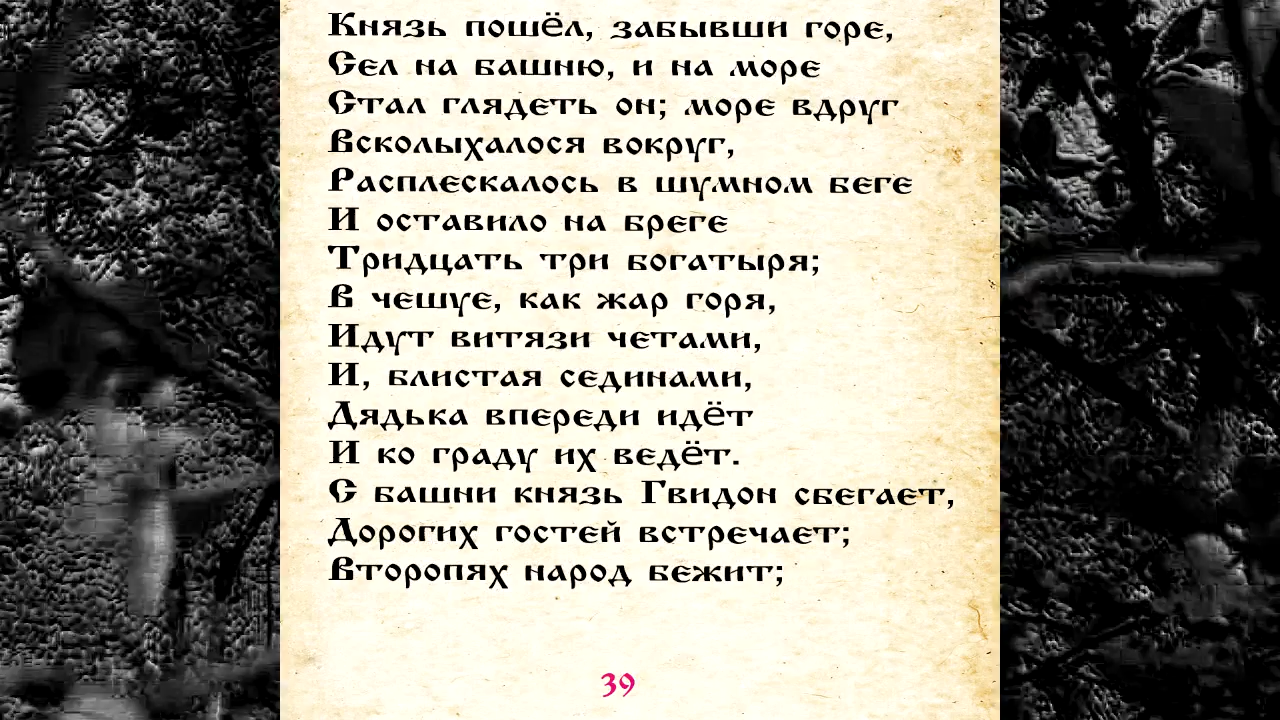 Князь пошёл, забывши горе,
Сел на башню, и на море
Стал глядеть он; море вдруг
Всколыхалося вокруг,
Расплескалось в шумном беге
И оставило на бреге
Тридцать три богатыря;
В чешуе, как жар горя,
Идут витязи четами,
И, блистая сединами,
Дядька впереди идёт
И ко граду их ведёт.
С башни князь Гвидон сбегает,
Дорогих гостей встречает;
Второпях народ бежит;
39